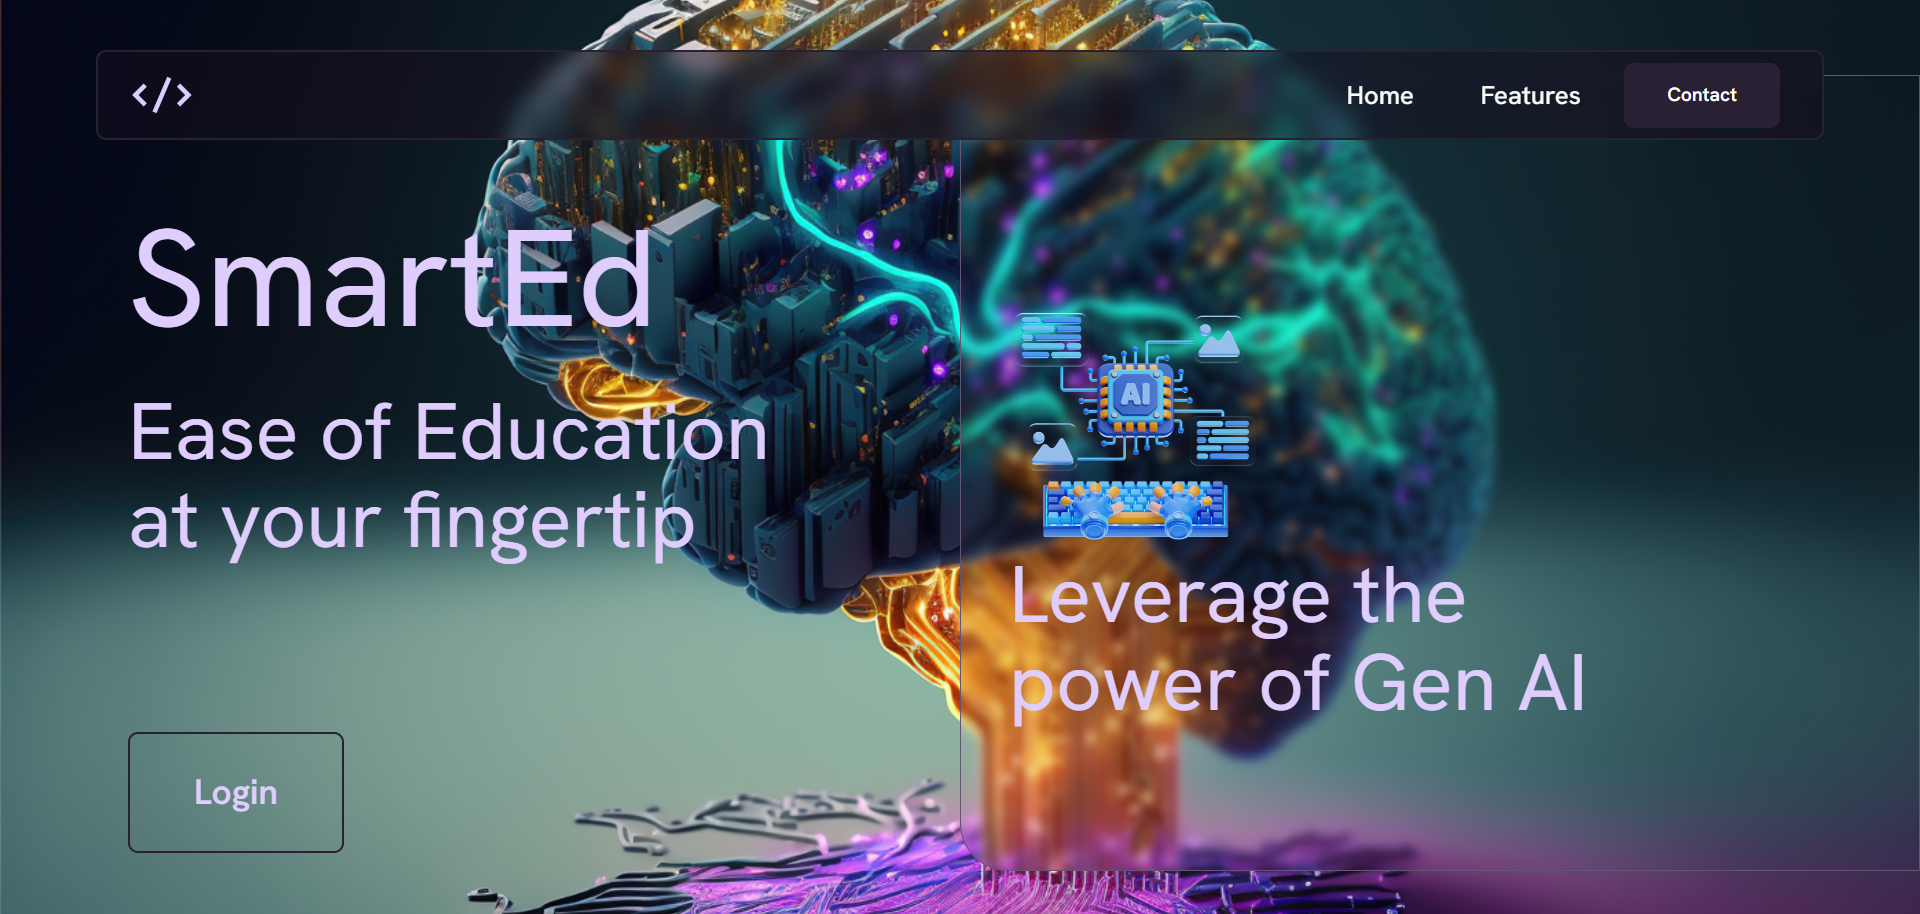 </>
Home Features Contact
SmartEd
Ease of Education
at your fingertip
AI
Leverage the
power of Gen AI
Login